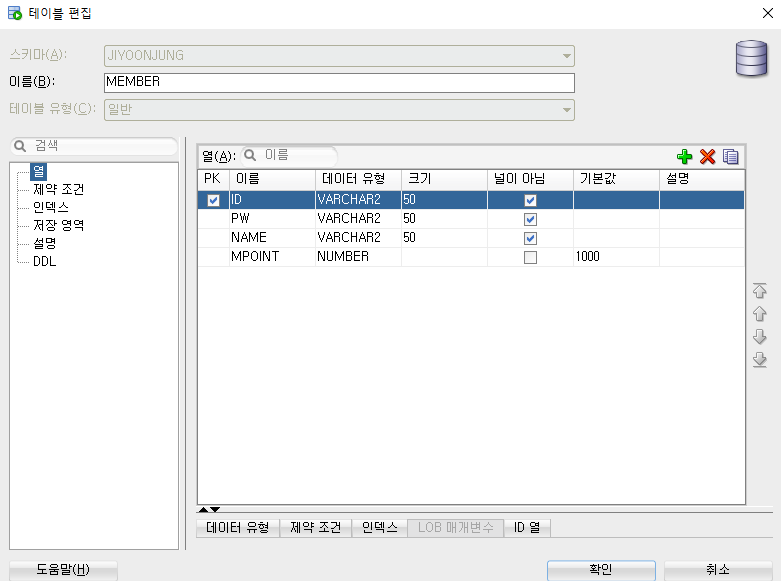 테이블 편집
스키마(A): JIYOONJUNG
이름(B): MEMBER
테이블 유형(C): 일반
검색
열
제약 조건
인덱스
저장 영역
설명
DDL
열(A): 이름
PK 이름 데이터 유형 크기 널이 아님 기본값 설명
ID VARCHAR2 50
PW VARCHAR2 50
NAME VARCHAR2 50
MPOINT NUMBER 1000
데이터 유형 제약 조건 인덱스 LOB 매개변수 ID 열
도움말(H) 확인 취소